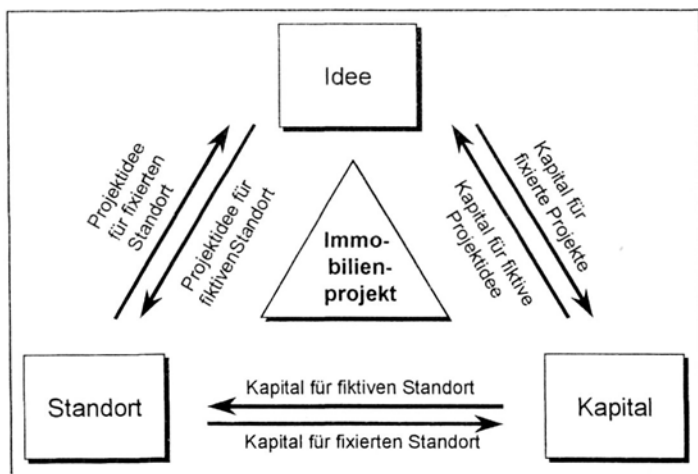 Idee
Projektidee
für fixierten
Standort
Projektidee für
fiktivenStandort
Immo-
bilien-
projekt
Kapital für
fixierte Projekte
Kapital für fiktive
Projektidee
Standort
Kapital für fiktiven Standort
Kapital für fixierten Standort
Kapital